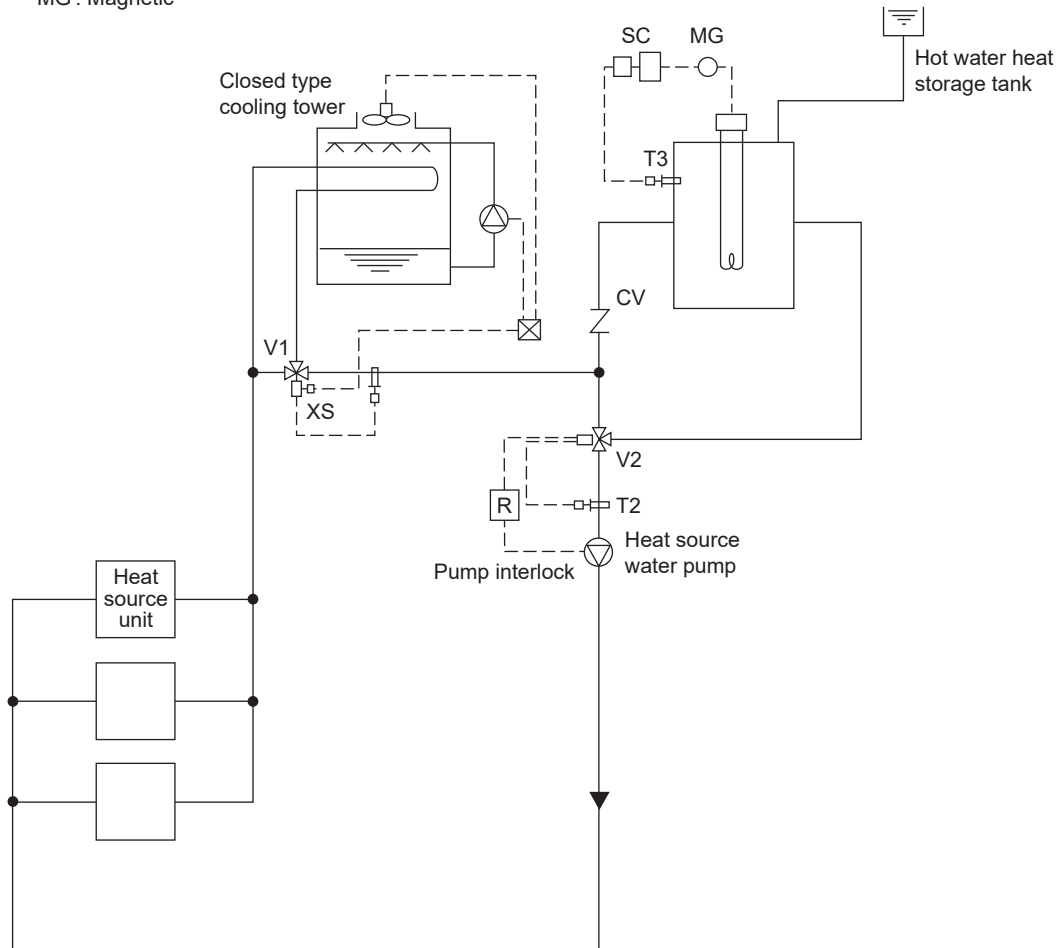 MG : Magnetic
SC
MG
Hot water heat
storage tank
Closed type
cooling tower
T3
CV
V1
XS
V2
R
T2
Heat source
water pump
Pump interlock
Heat
source
unit